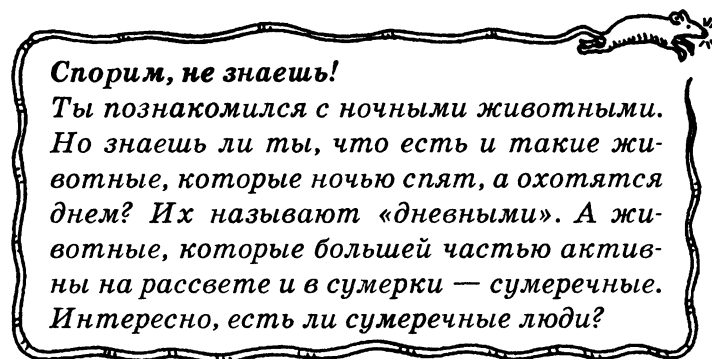 Спорим, не знаешь!
Ты познакомился с ночными животными.
Но знаешь ли ты, что есть и такие жи-
вотные, которые ночью спят, а охотятся
днем? Их называют «дневными». А жи-
вотные, которые большей частью актив-
ны на рассвете и в сумерки — сумеречные.
Интересно, есть ли сумеречные люди?